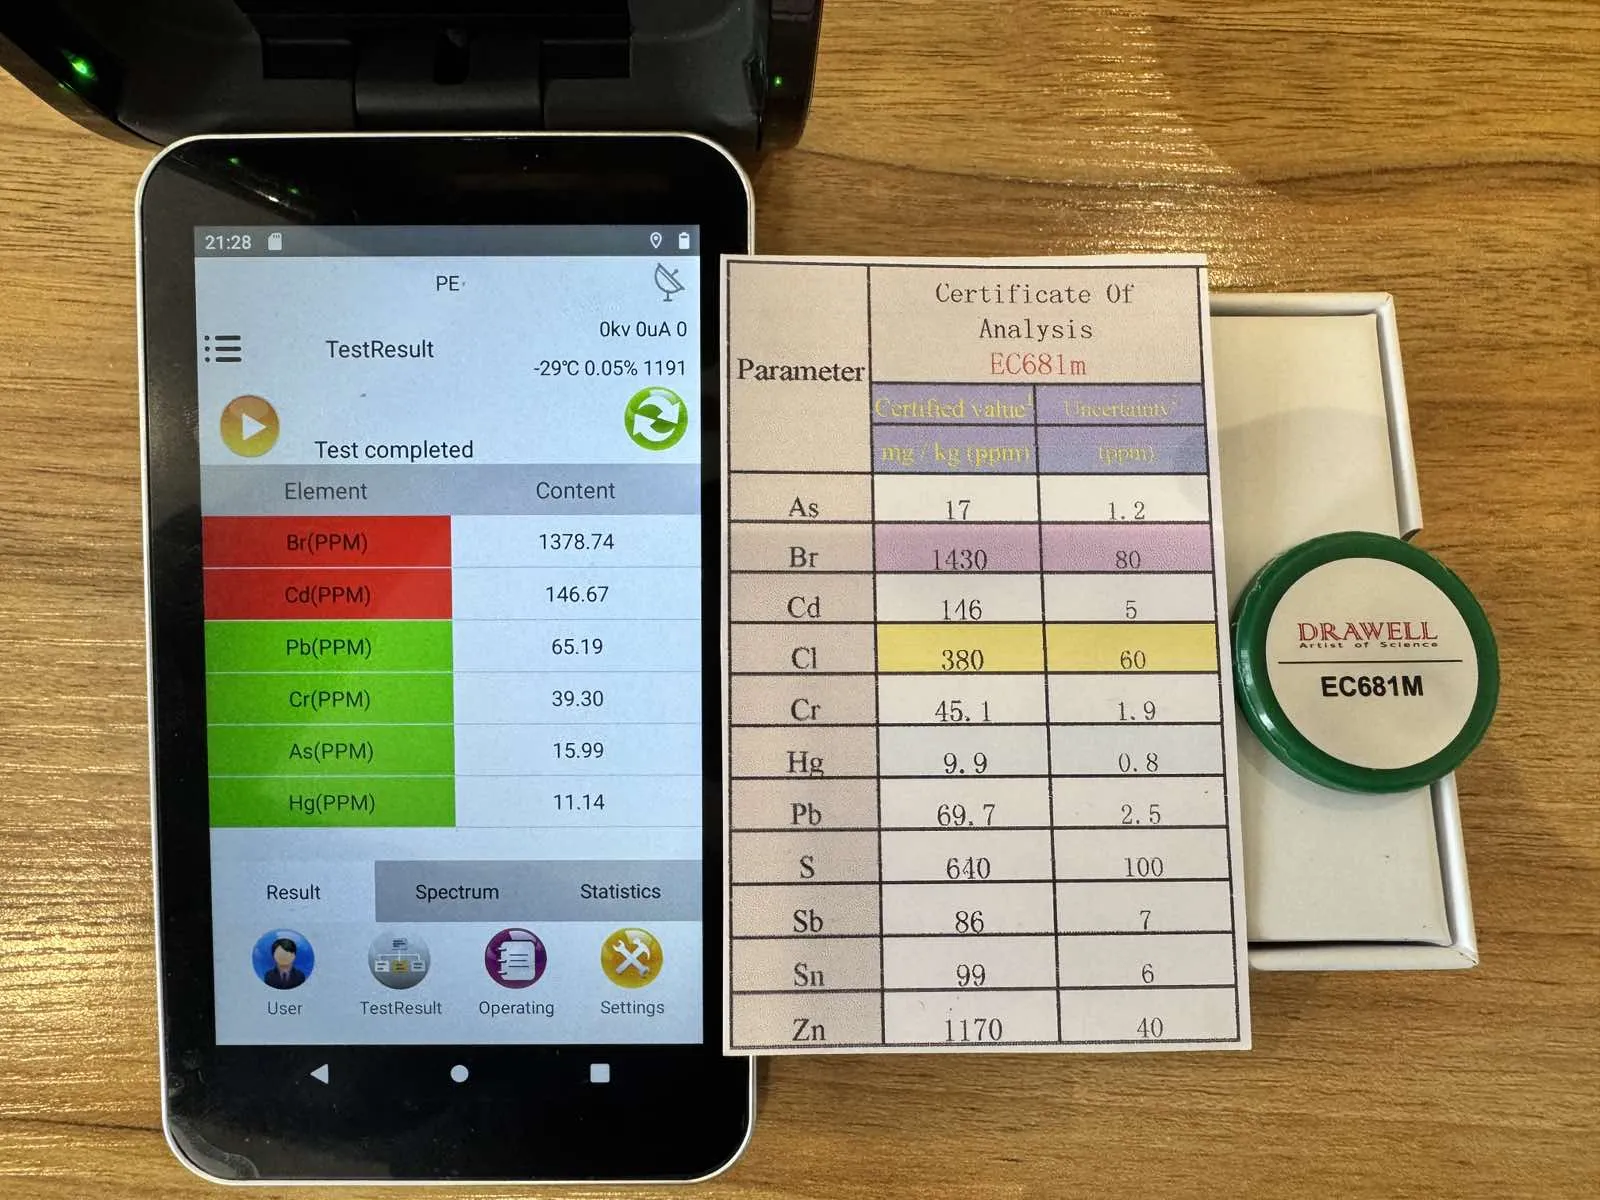 21:28
PE
0kv 0uA 0
TestResult
-29℃ 0.05% 1191
Test completed
Element Content
Br(PPM) 1378.74
Cd(PPM) 146.67
Pb(PPM) 65.19
Cr(PPM) 39.30
As(PPM) 15.99
Hg(PPM) 11.14
Result Spectrum Statistics
User TestResult Operating Settings
Parameter
Certificate Of
Analysis
EC681m
Certified value¹ Uncertainty
mg / kg (ppm) (ppm)
As 17 1.2
Br 1430 80
Cd 146 5
Cl 380 60
Cr 45.1 1.9
Hg 9.9 0.8
Pb 69.7 2.5
S 640 100
Sb 86 7
Sn 99 6
Zn 1170 40
DRAWELL
Artist of Science
EC681M